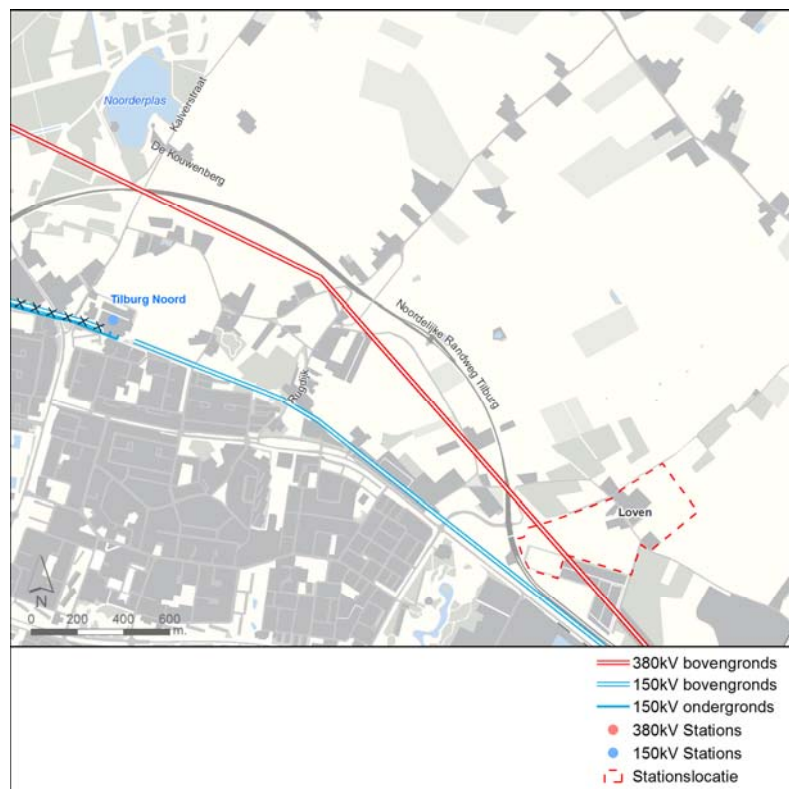 Noorderplas
Kalverstraat
De Kouwenberg
Tilburg Noord
Noordelijke Randweg Tilburg
Rugdijk
Loven
N
0 200 400 600
m.
380kV bovengronds
150kV bovengronds
150kV ondergronds
380kV Stations
150kV Stations
Stationslocatie